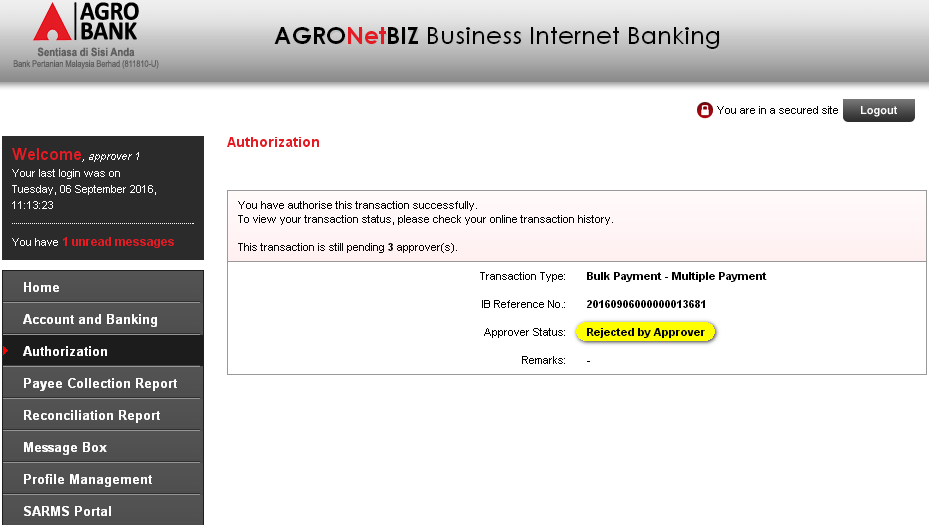 AGRO
BANK
Sentiasa di Sisi Anda
Bank Pertanian Malaysia Berhad (811810-U)
AGRONetBIZ Business Internet Banking
You are in a secured site
Logout
Welcome, approver 1
Your last login was on
Tuesday, 06 September 2016,
11:13:23
You have 1 unread messages
Home
Account and Banking
Authorization
Payee Collection Report
Reconciliation Report
Message Box
Profile Management
SARMS Portal
Authorization
You have authorise this transaction successfully.
To view your transaction status, please check your online transaction history.
This transaction is still pending 3 approver(s).
Transaction Type: Bulk Payment - Multiple Payment
IB Reference No.: 20160906000000013681
Approver Status: Rejected by Approver
Remarks: -